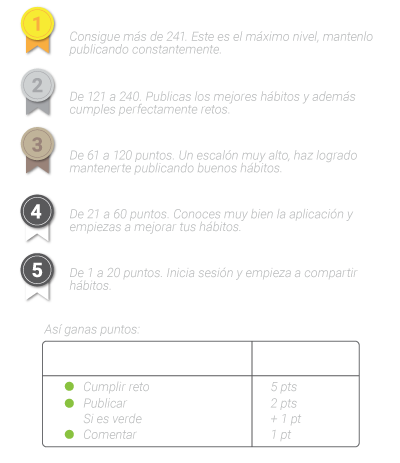 1
Consigue más de 241. Este es el máximo nivel, mantenlo
publicando constantemente.
2
De 121 a 240. Publicas los mejores hábitos y además
cumples perfectamente retos.
3
De 61 a 120 puntos. Un escalón muy alto, haz logrado
mantenerte publicando buenos hábitos.
4
De 21 a 60 puntos. Conoces muy bien la aplicación y
empiezas a mejorar tus hábitos.
5
De 1 a 20 puntos. Inicia sesión y empieza a compartir
hábitos.
Así ganas puntos:
Cumplir reto 5 pts
Publicar 2 pts
Si es verde + 1 pt
Comentar 1 pt